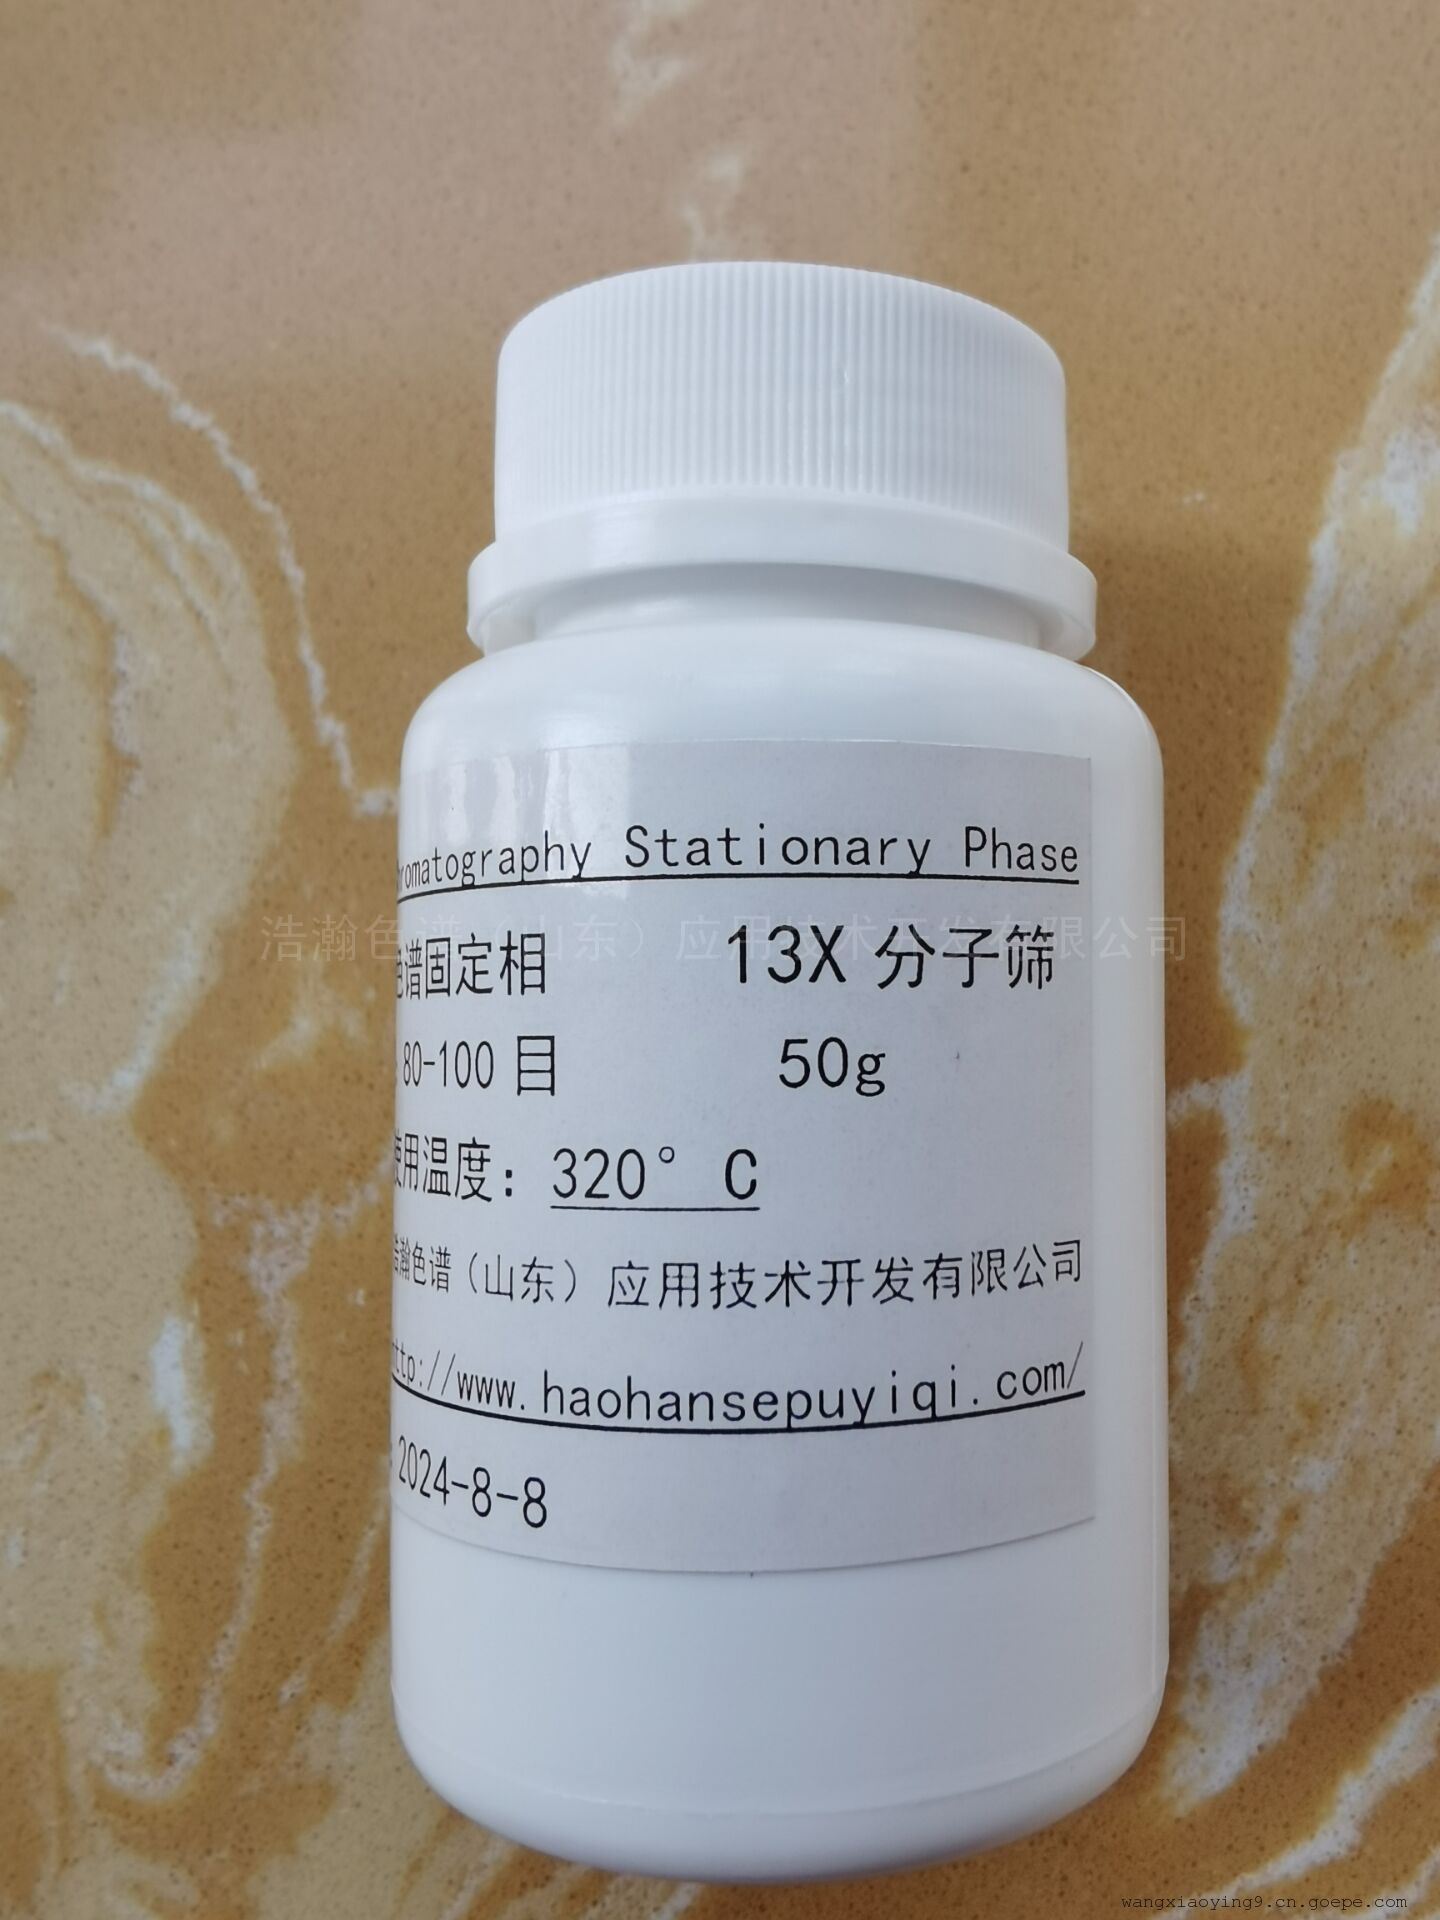 Chromatography Stationary Phase
色谱固定相 13X 分子筛
80-100 目 50g
使用温度： 320° C
浩瀚色谱（山东）应用技术开发有限公司
http://www.haohansepuyiqi.com/
2024-8-8
浩瀚色谱（山东）应用技术开发有限公司
wangxiaoying9.cn.goepe.com